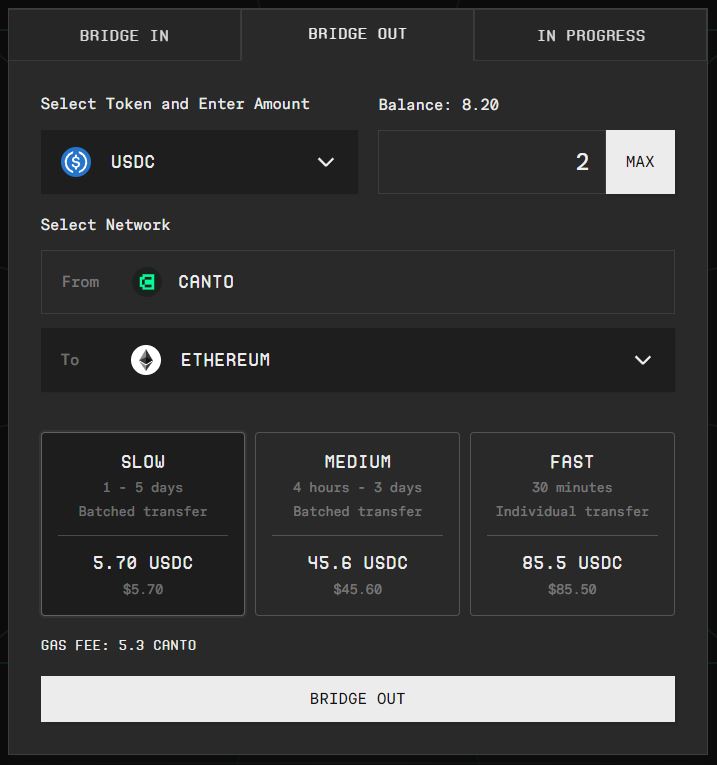 BRIDGE IN
BRIDGE OUT
IN PROGRESS
Select Token and Enter Amount
Balance: 8.20
USDC
2
MAX
Select Network
From
CANTO
To
ETHEREUM
SLOW
1 - 5 days
Batched transfer
5.70 USDC
$5.70
MEDIUM
4 hours - 3 days
Batched transfer
45.6 USDC
$45.60
FAST
30 minutes
Individual transfer
85.5 USDC
$85.50
GAS FEE: 5.3 CANTO
BRIDGE OUT